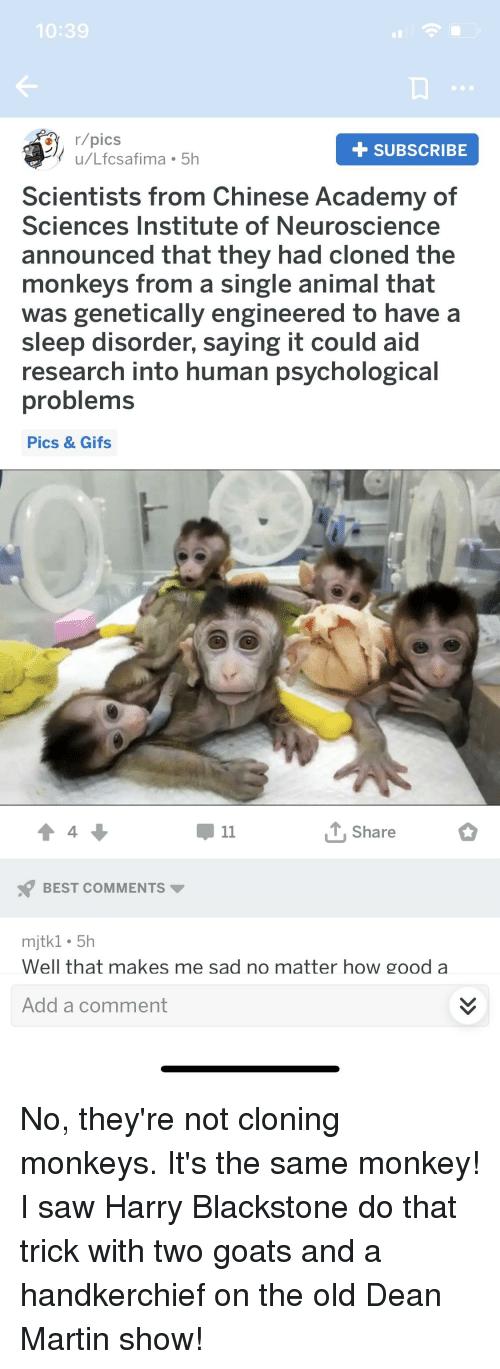 10:39
r/pics
u/Lfcsafima • 5h
+ SUBSCRIBE
Scientists from Chinese Academy of
Sciences Institute of Neuroscience
announced that they had cloned the
monkeys from a single animal that
was genetically engineered to have a
sleep disorder, saying it could aid
research into human psychological
problems
Pics & Gifs
4
11
Share
BEST COMMENTS
mjtk1 • 5h
Well that makes me sad no matter how good a
Add a comment
No, they're not cloning
monkeys. It's the same monkey!
I saw Harry Blackstone do that
trick with two goats and a
handkerchief on the old Dean
Martin show!